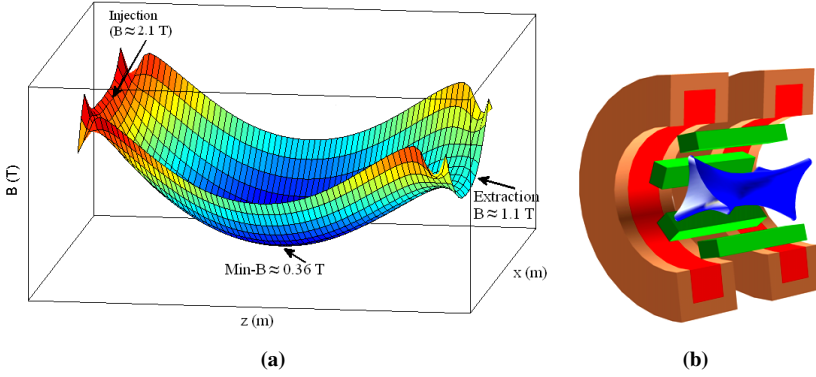 Injection
(B ≈ 2.1 T)
B (T)
Extraction
B ≈ 1.1 T
Min-B ≈ 0.36 T
x (m)
z (m)
(a)
(b)